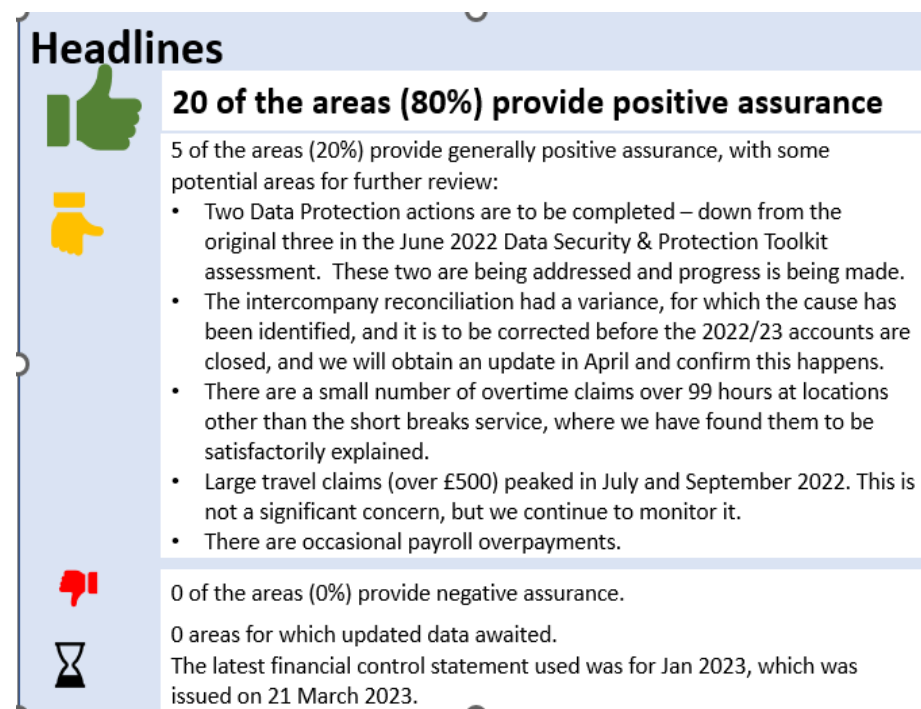 Headlines
20 of the areas (80%) provide positive assurance
5 of the areas (20%) provide generally positive assurance, with some
potential areas for further review:
• Two Data Protection actions are to be completed – down from the
original three in the June 2022 Data Security & Protection Toolkit
assessment.  These two are being addressed and progress is being made.
• The intercompany reconciliation had a variance, for which the cause has
been identified, and it is to be corrected before the 2022/23 accounts are
closed, and we will obtain an update in April and confirm this happens.
• There are a small number of overtime claims over 99 hours at locations
other than the short breaks service, where we have found them to be
satisfactorily explained.
• Large travel claims (over £500) peaked in July and September 2022. This is
not a significant concern, but we continue to monitor it.
• There are occasional payroll overpayments.
0 of the areas (0%) provide negative assurance.
0 areas for which updated data awaited.
The latest financial control statement used was for Jan 2023, which was
issued on 21 March 2023.